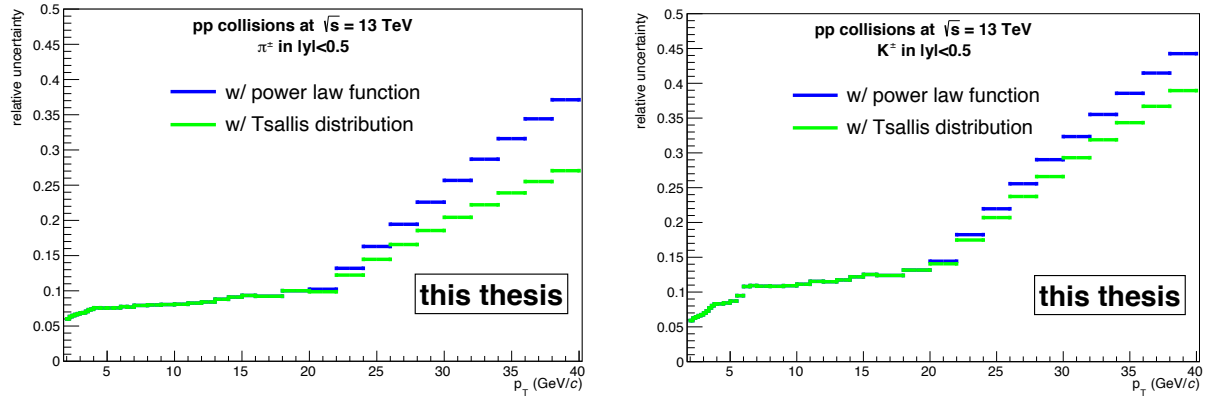 pp collisions at √s = 13 TeV
π± in |y|<0.5
w/ power law function
w/ Tsallis distribution
this thesis
relative uncertainty
0.5
0.45
0.4
0.35
0.3
0.25
0.2
0.15
0.1
0.05
0
5
10
15
20
25
30
35
40
p_T (GeV/c)
pp collisions at √s = 13 TeV
K± in |y|<0.5
w/ power law function
w/ Tsallis distribution
this thesis
relative uncertainty
0.5
0.45
0.4
0.35
0.3
0.25
0.2
0.15
0.1
0.05
0
5
10
15
20
25
30
35
40
p_T (GeV/c)